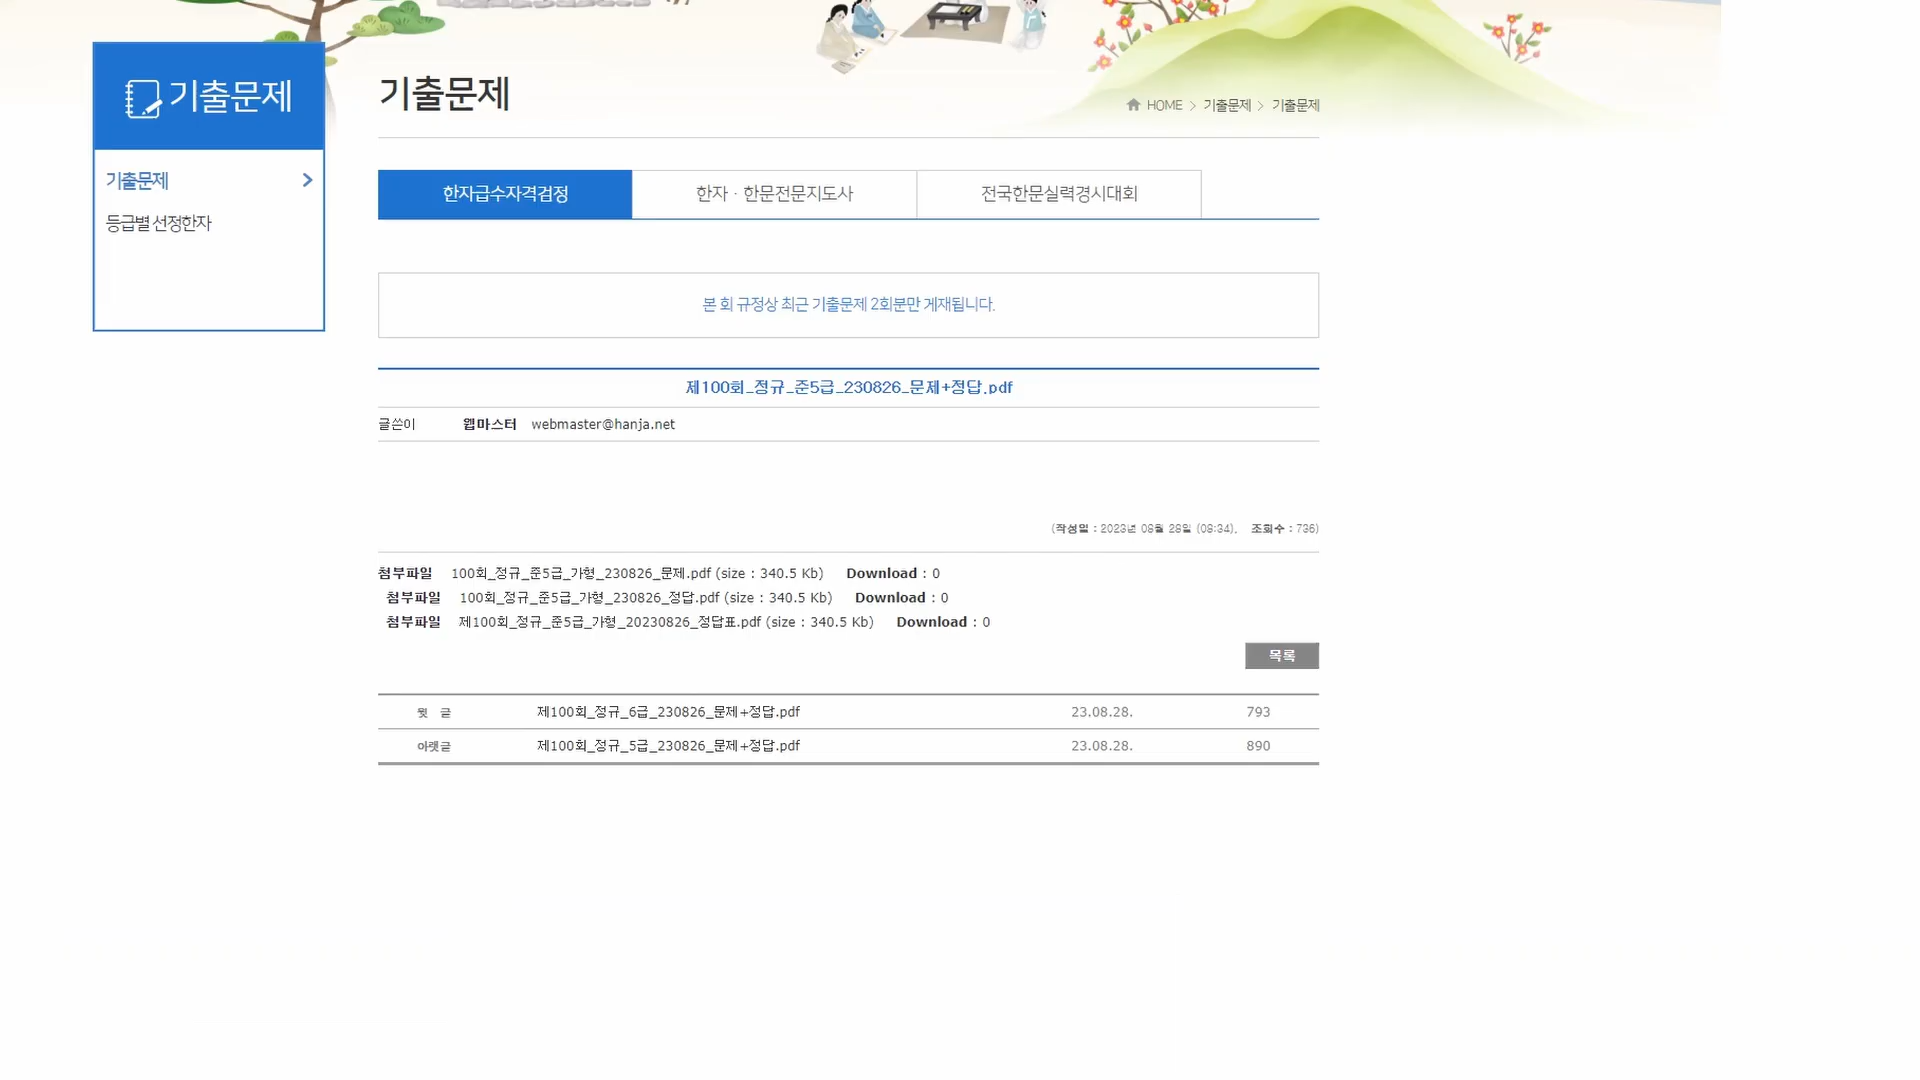 기출문제
기출문제
등급별 선정한자
기출문제
HOME > 기출문제 > 기출문제
한자급수자격검정
한자 · 한문전문지도사
전국한문실력경시대회
본 회 규정상 최근 기출문제 2회분만 게재됩니다.
제100회_정규_준5급_230826_문제+정답.pdf
글쓴이 웹마스터 webmaster@hanja.net
(작성일 : 2023년 08월 28일 (08:34), 조회수 : 736)
첨부파일 100회_정규_준5급_가형_230826_문제.pdf (size : 340.5 Kb) Download : 0
첨부파일 100회_정규_준5급_가형_230826_정답.pdf (size : 340.5 Kb) Download : 0
첨부파일 제100회_정규_준5급_가형_20230826_정답표.pdf (size : 340.5 Kb) Download : 0
목록
윗 글 제100회_정규_6급_230826_문제+정답.pdf 23.08.28. 793
아랫글 제100회_정규_5급_230826_문제+정답.pdf 23.08.28. 890